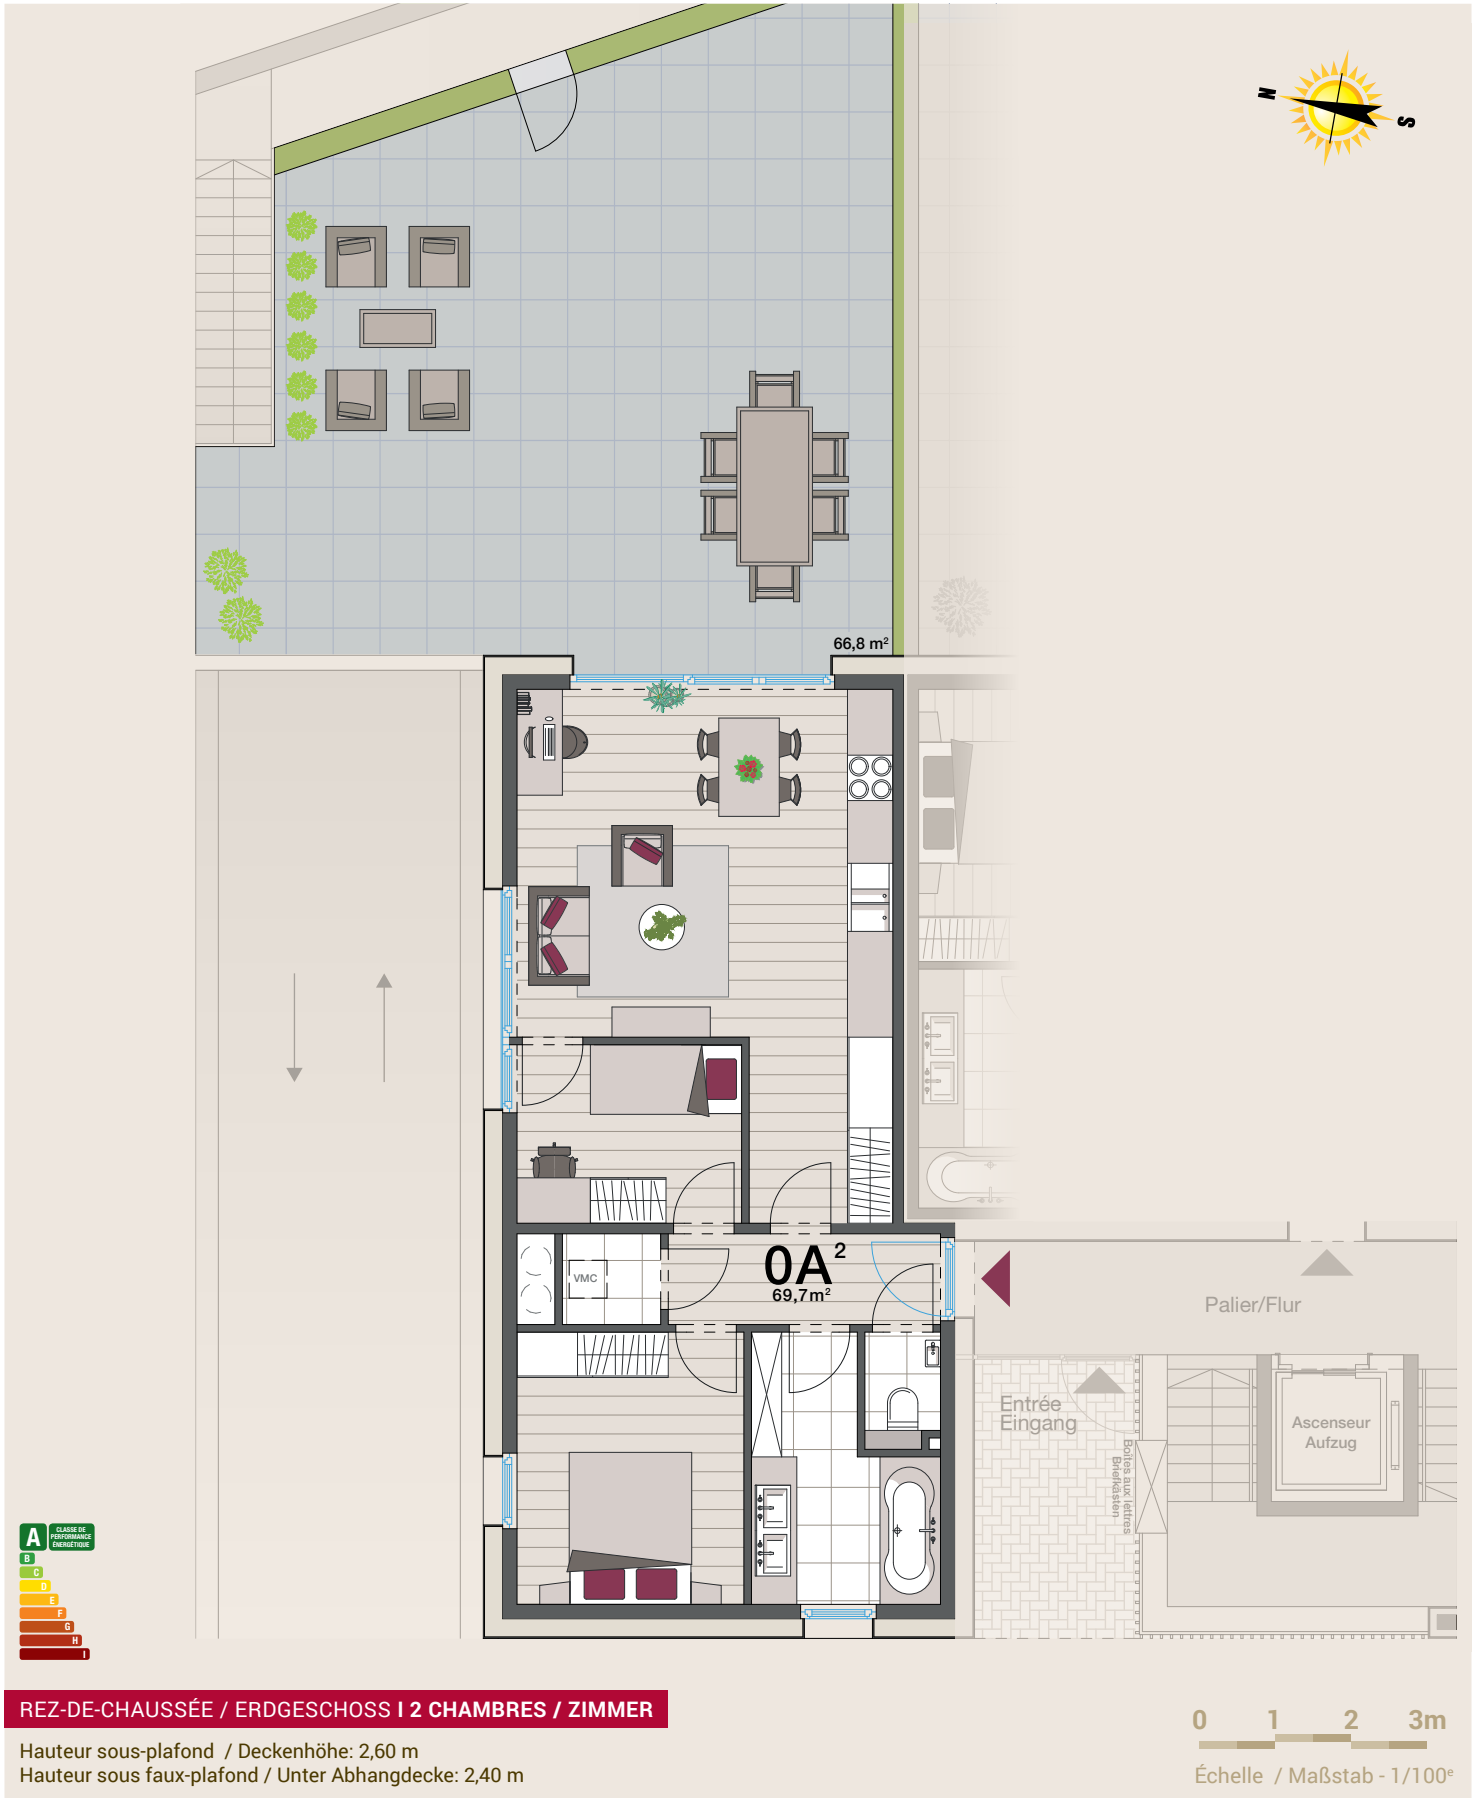 N
S
66,8 m²
VMC
0A²
69,7m²
Palier/Flur
Entrée
Eingang
Boîtes aux lettres
Briefkästen
Ascenseur
Aufzug
A
CLASSE DE
PERFORMANCE
ÉNERGÉTIQUE
B
C
D
E
F
G
H
I
REZ-DE-CHAUSSÉE / ERDGESCHOSS I 2 CHAMBRES / ZIMMER
Hauteur sous-plafond / Deckenhöhe: 2,60 m
Hauteur sous faux-plafond / Unter Abhangdecke: 2,40 m
0 1 2 3m
Échelle / Maßstab - 1/100ᵉ